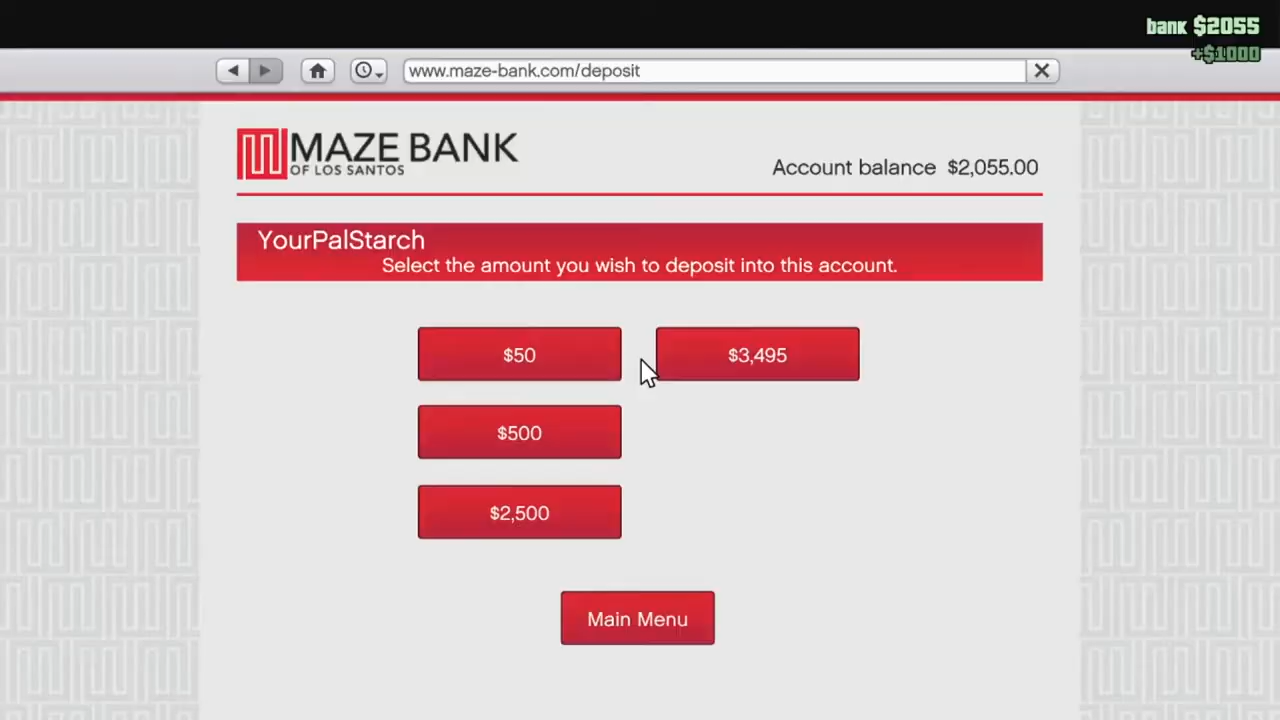 bank $2055
+$1000
www.maze-bank.com/deposit
MAZE BANK
OF LOS SANTOS
Account balance $2,055.00
YourPalStarch
Select the amount you wish to deposit into this account.
$50
$3,495
$500
$2,500
Main Menu